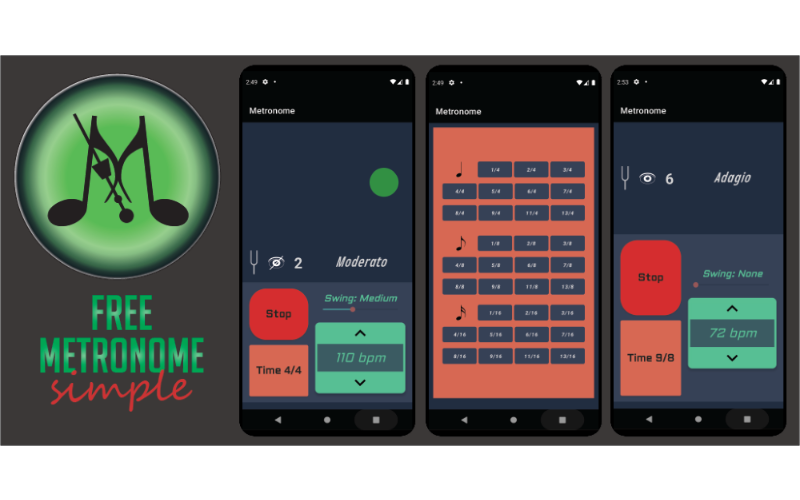 FREE
METRONOME
simple
2:49
Metronome
2
Moderato
Stop
Swing: Medium
110 bpm
Time 4/4
2:49
Metronome
1/4 2/4 3/4
4/4 5/4 6/4 7/4
8/4 9/4 11/4 13/4
1/8 2/8 3/8
4/8 5/8 6/8 7/8
8/8 9/8 11/8 13/8
1/16 2/16 3/16
4/16 5/16 6/16 7/16
8/16 9/16 11/16 13/16
2:53
Metronome
6
Adagio
Stop
Swing: None
72 bpm
Time 9/8